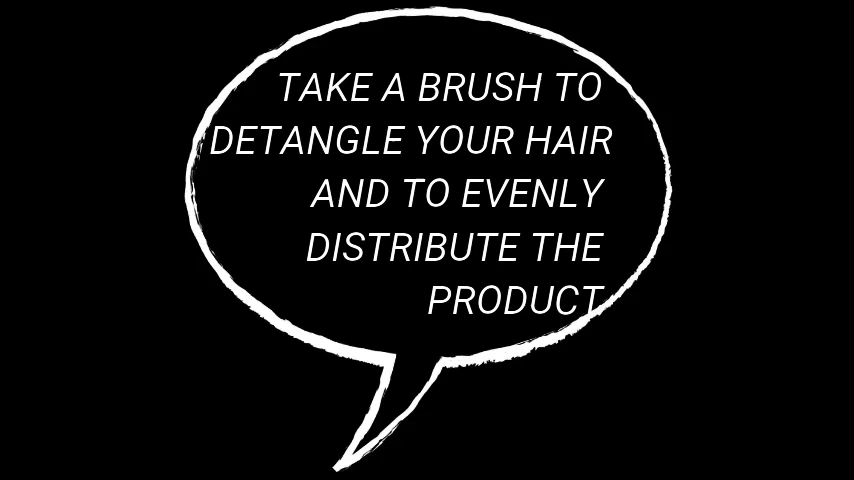 TAKE A BRUSH TO
DETANGLE YOUR HAIR
AND TO EVENLY
DISTRIBUTE THE
PRODUCT